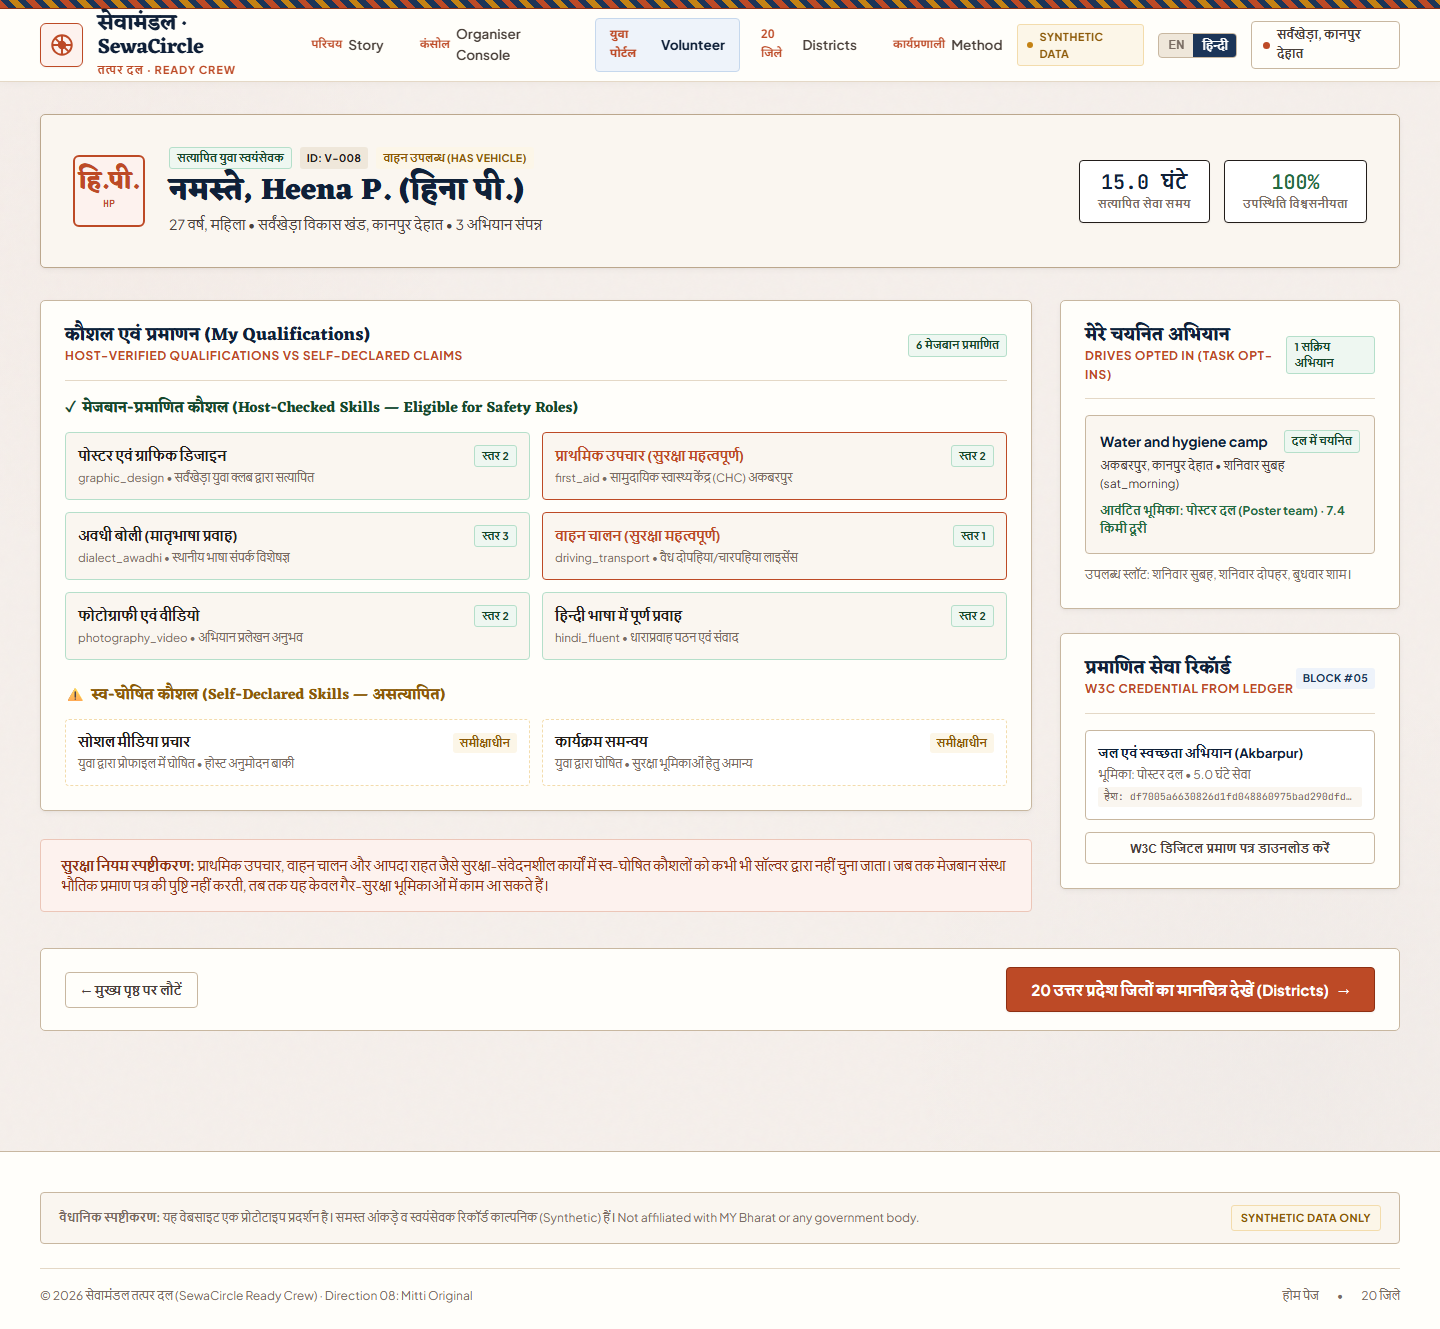 सेवामंडल ·
SewaCircle
तत्पर दल · READY CREW
परिचय Story
कंसोल Organiser
Console
युवा
पोर्टल Volunteer
20
जिले Districts
कार्यप्रणाली Method
SYNTHETIC
DATA
EN हिन्दी
सर्वंखेड़ा, कानपुर
देहात
हि.पी.
HP
सत्यापित युवा स्वयंसेवक ID: V-008 वाहन उपलब्ध (HAS VEHICLE)
नमस्ते, Heena P. (हिना पी.)
27 वर्ष, महिला • सर्वंखेड़ा विकास खंड, कानपुर देहात • 3 अभियान संपन्न
15.0 घंटे
सत्यापित सेवा समय
100%
उपस्थिति विश्वसनीयता
कौशल एवं प्रमाणन (My Qualifications)
HOST-VERIFIED QUALIFICATIONS VS SELF-DECLARED CLAIMS
6 मेजबान प्रमाणित
✓ मेजबान-प्रमाणित कौशल (Host-Checked Skills — Eligible for Safety Roles)
पोस्टर एवं ग्राफिक डिजाइन स्तर 2
graphic_design • सर्वंखेड़ा युवा क्लब द्वारा सत्यापित
प्राथमिक उपचार (सुरक्षा महत्वपूर्ण) स्तर 2
first_aid • सामुदायिक स्वास्थ्य केंद्र (CHC) अकबरपुर
अवधी बोली (मातृभाषा प्रवाह) स्तर 3
dialect_awadhi • स्थानीय भाषा संपर्क विशेषज्ञ
वाहन चालन (सुरक्षा महत्वपूर्ण) स्तर 1
driving_transport • वैध दोपहिया/चारपहिया लाइसेंस
फोटोग्राफी एवं वीडियो स्तर 2
photography_video • अभियान प्रलेखन अनुभव
हिन्दी भाषा में पूर्ण प्रवाह स्तर 2
hindi_fluent • धाराप्रवाह पठन एवं संवाद
⚠ स्व-घोषित कौशल (Self-Declared Skills — असत्यापित)
सोशल मीडिया प्रचार समीक्षाधीन
युवा द्वारा प्रोफाइल में घोषित • होस्ट अनुमोदन बाकी
कार्यक्रम समन्वय समीक्षाधीन
युवा द्वारा घोषित • सुरक्षा भूमिकाओं हेतु अमान्य
सुरक्षा नियम स्पष्टीकरण: प्राथमिक उपचार, वाहन चालन और आपदा राहत जैसे सुरक्षा-संवेदनशील कार्यों में स्व-घोषित कौशलों को कभी भी सॉल्वर द्वारा नहीं चुना जाता। जब तक मेजबान संस्था
भौतिक प्रमाण पत्र की पुष्टि नहीं करती, तब तक यह केवल गैर-सुरक्षा भूमिकाओं में काम आ सकते हैं।
मेरे चयनित अभियान
DRIVES OPTED IN (TASK OPT-
INS)
1 सक्रिय
अभियान
Water and hygiene camp दल में चयनित
अकबरपुर, कानपुर देहात • शनिवार सुबह
(sat_morning)
आवंटित भूमिका: पोस्टर दल (Poster team) · 7.4
किमी दूरी
उपलब्ध स्लॉट: शनिवार सुबह, शनिवार दोपहर, बुधवार शाम।
प्रमाणित सेवा रिकॉर्ड
W3C CREDENTIAL FROM LEDGER
BLOCK #05
जल एवं स्वच्छता अभियान (Akbarpur)
भूमिका: पोस्टर दल • 5.0 घंटे सेवा
हैश: df7005a6630826d1fd048860975bad290dfd…
W3C डिजिटल प्रमाण पत्र डाउनलोड करें
← मुख्य पृष्ठ पर लौटें
20 उत्तर प्रदेश जिलों का मानचित्र देखें (Districts) →
वैधानिक स्पष्टीकरण: यह वेबसाइट एक प्रोटोटाइप प्रदर्शन है। समस्त आंकड़े व स्वयंसेवक रिकॉर्ड काल्पनिक (Synthetic) हैं। Not affiliated with MY Bharat or any government body.
SYNTHETIC DATA ONLY
© 2026 सेवामंडल तत्पर दल (SewaCircle Ready Crew) · Direction 08: Mitti Original
होम पेज • 20 जिले